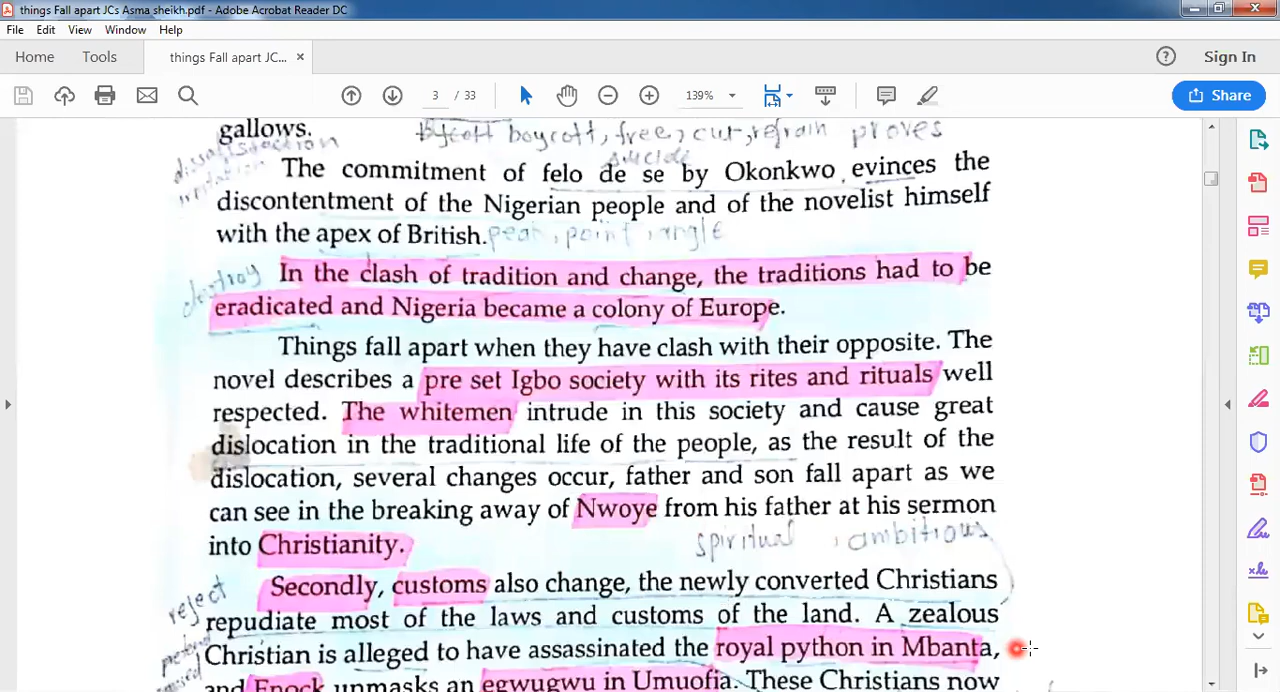 things Fall apart JCs Asma sheikh.pdf - Adobe Acrobat Reader DC
File Edit View Window Help
Home Tools things Fall apart JC... × Sign In
3 / 33 139% Share
gallows. boycott, free, cut, refrain proves
dissatisfaction suicide
The commitment of felo de se by Okonkwo, evinces the
discontentment of the Nigerian people and of the novelist himself
with the apex of British. peak, point, angle
destroy In the clash of tradition and change, the traditions had to be
eradicated and Nigeria became a colony of Europe.
Things fall apart when they have clash with their opposite. The
novel describes a pre set Igbo society with its rites and rituals well
respected. The whitemen intrude in this society and cause great
dislocation in the traditional life of the people, as the result of the
dislocation, several changes occur, father and son fall apart as we
can see in the breaking away of Nwoye from his father at his sermon
into Christianity. spiritual, ambitious
Secondly, customs also change, the newly converted Christians
reject repudiate most of the laws and customs of the land. A zealous
Christian is alleged to have assassinated the royal python in Mbanta,
and Enock unmasks an egwugwu in Umuofia. These Christians now